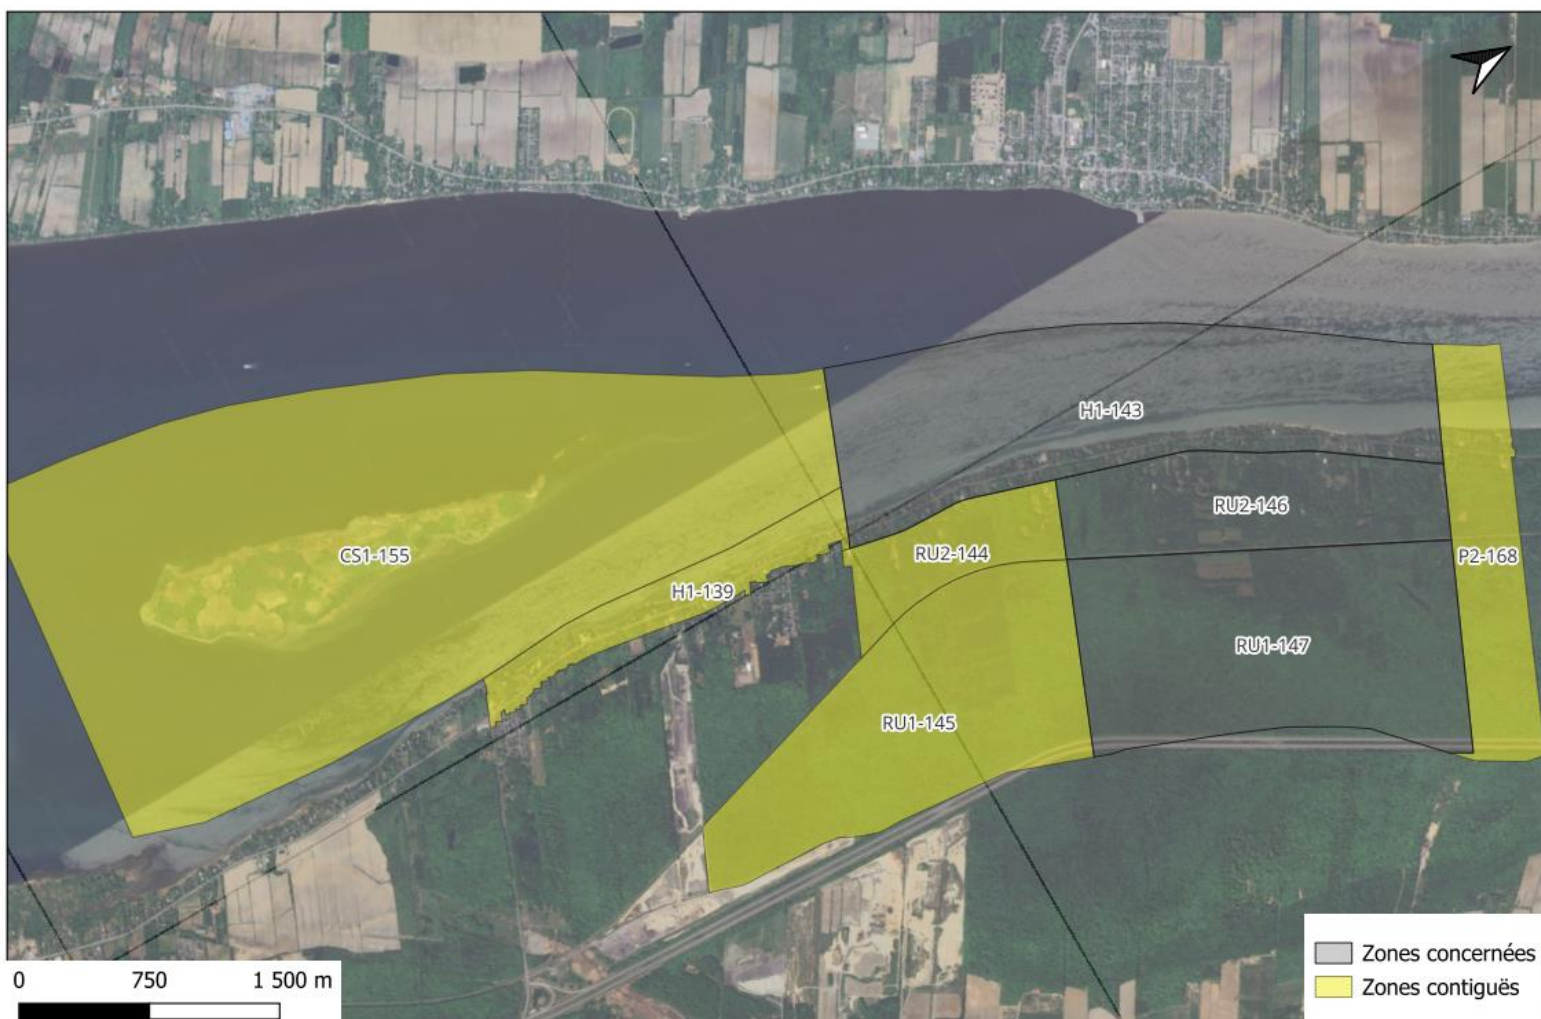 H1-143
RU2-146
CS1-155
RU2-144
P2-168
H1-139
RU1-147
RU1-145
0 750 1 500 m
Zones concernées
Zones contiguës